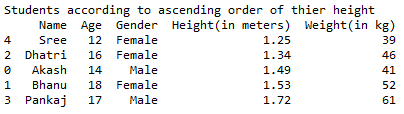 Students according to ascending order of thier height
Name Age Gender Height(in meters) Weight(in kg)
4 Sree 12 Female 1.25 39
2 Dhatri 16 Female 1.34 46
0 Akash 14 Male 1.49 41
1 Bhanu 18 Female 1.53 52
3 Pankaj 17 Male 1.72 61